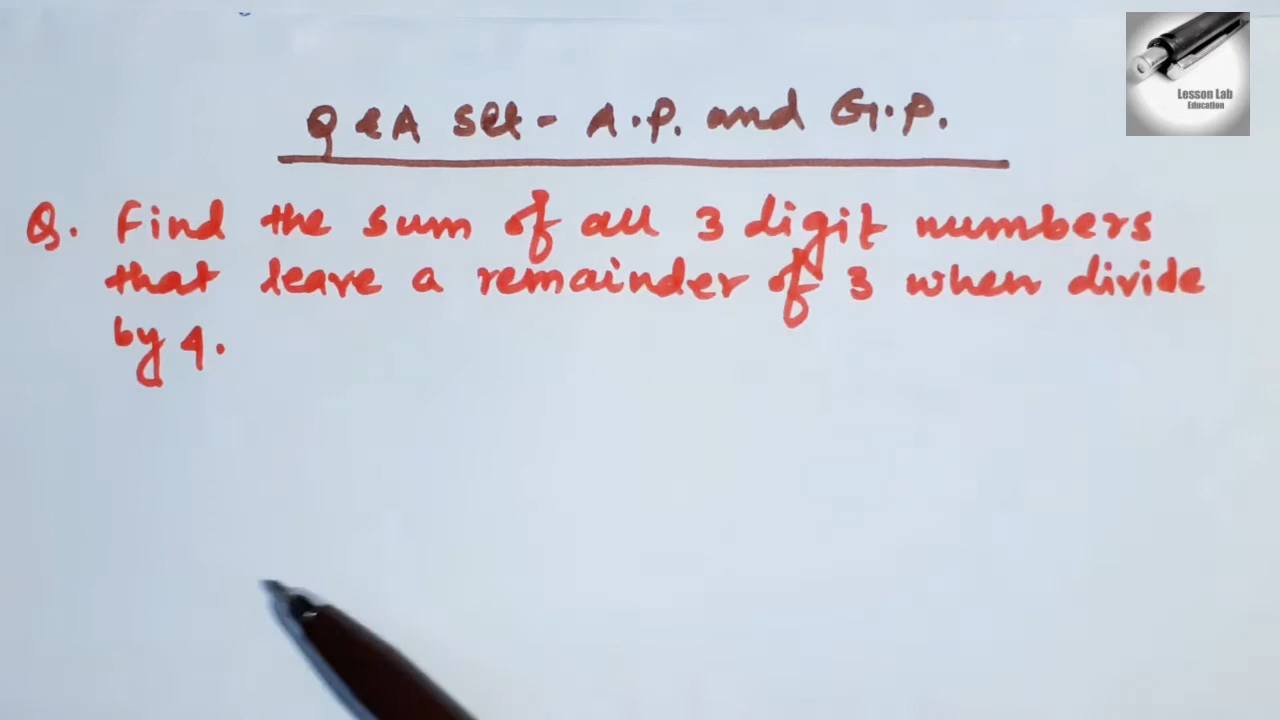 Lesson Lab
Education
Q & A Set - A.P. and G.P.
Q. Find the sum of all 3 digit numbers
that leave a remainder of 3 when divide
by 4.